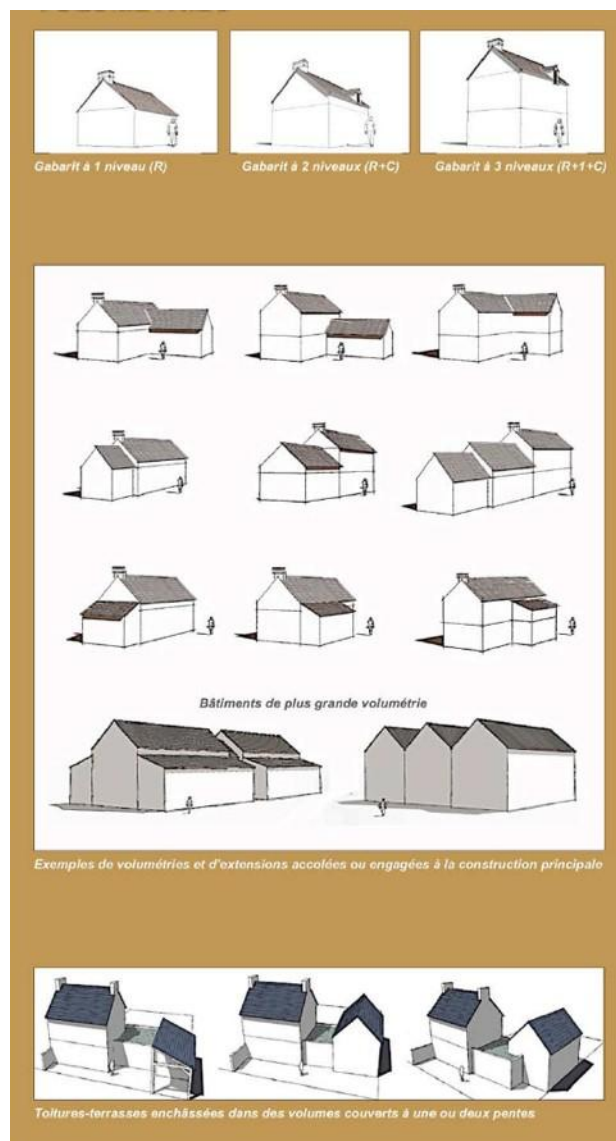 Gabarit à 1 niveau (R)
Gabarit à 2 niveaux (R+C)
Gabarit à 3 niveaux (R+1+C)
Bâtiments de plus grande volumétrie
Exemples de volumétries et d'extensions accolées ou engagées à la construction principale
Toitures-terrasses enchâssées dans des volumes couverts à une ou deux pentes